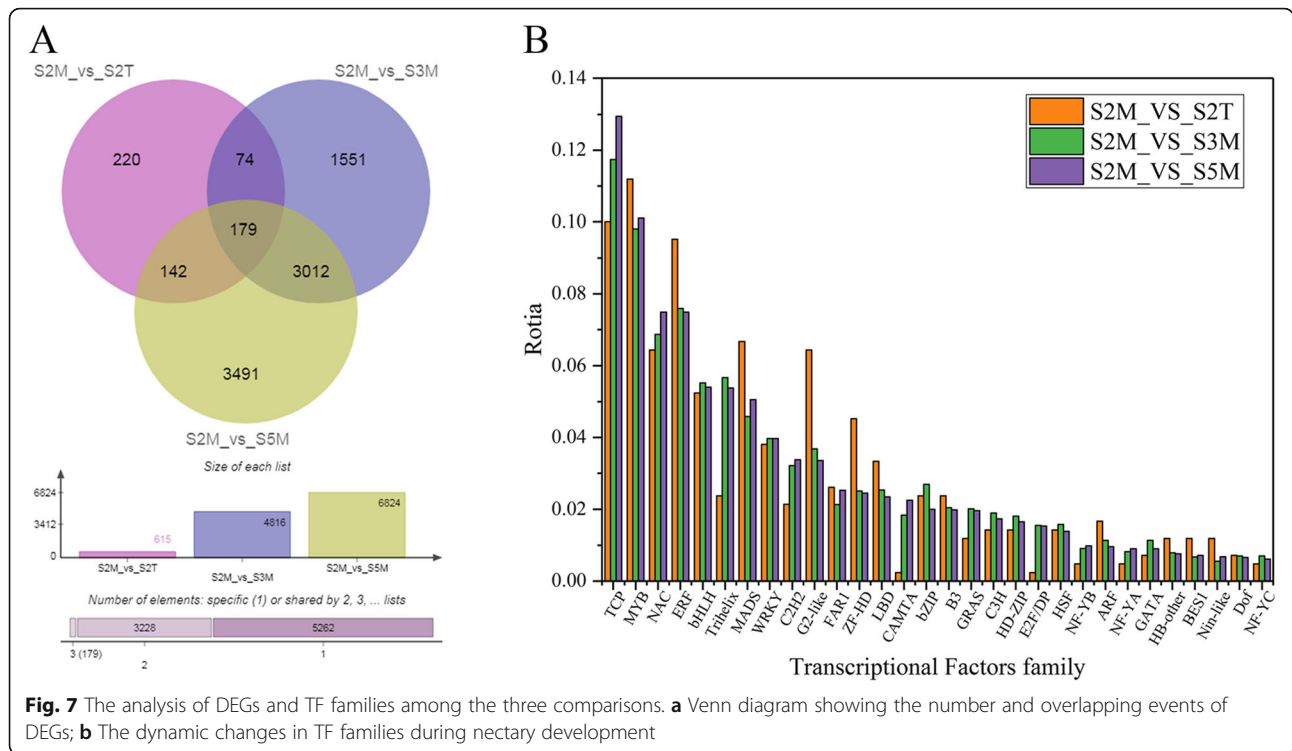 A
S2M_vs_S2T
S2M_vs_S3M
220
74
1551
179
142
3012
3491
S2M_vs_S5M
Size of each list
6824
3412
0
615
4816
6824
S2M_vs_S2T
S2M_vs_S3M
S2M_vs_S5M
Number of elements: specific (1) or shared by 2, 3, ... lists
3228
5262
3 (179)
2
1
B
0.14
0.12
0.10
0.08
0.06
0.04
0.02
0.00
Rotia
S2M_VS_S2T
S2M_VS_S3M
S2M_VS_S5M
TCP
MYB
NAC
ERF
bHLH
Trihelix
MADS
WRKY
C2H2
G2-like
FAR1
ZF-HD
LBD
CAMTA
bZIP
B3
GRAS
C3H
HD-ZIP
E2F/DP
HSF
NF-YB
ARF
NF-YA
GATA
HB-other
BES1
Nin-like
Dof
NF-YC
Transcriptional Factors family
Fig. 7 The analysis of DEGs and TF families among the three comparisons. a Venn diagram showing the number and overlapping events of
DEGs; b The dynamic changes in TF families during nectary development